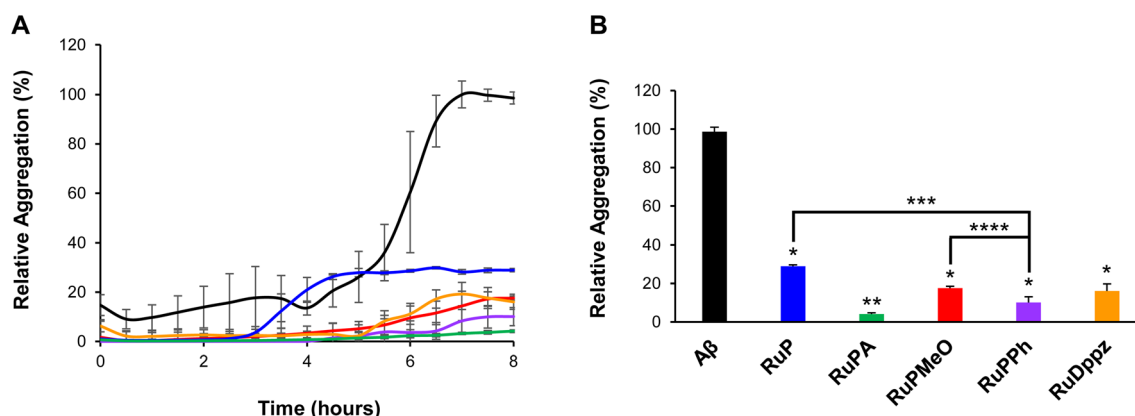 A
Relative Aggregation (%)
120
100
80
60
40
20
0
0 2 4 6 8
Time (hours)
B
Relative Aggregation (%)
120
100
80
60
40
20
0
***
****
* ** * * *
Aβ RuP RuPA RuPMeO RuPPh RuDppz